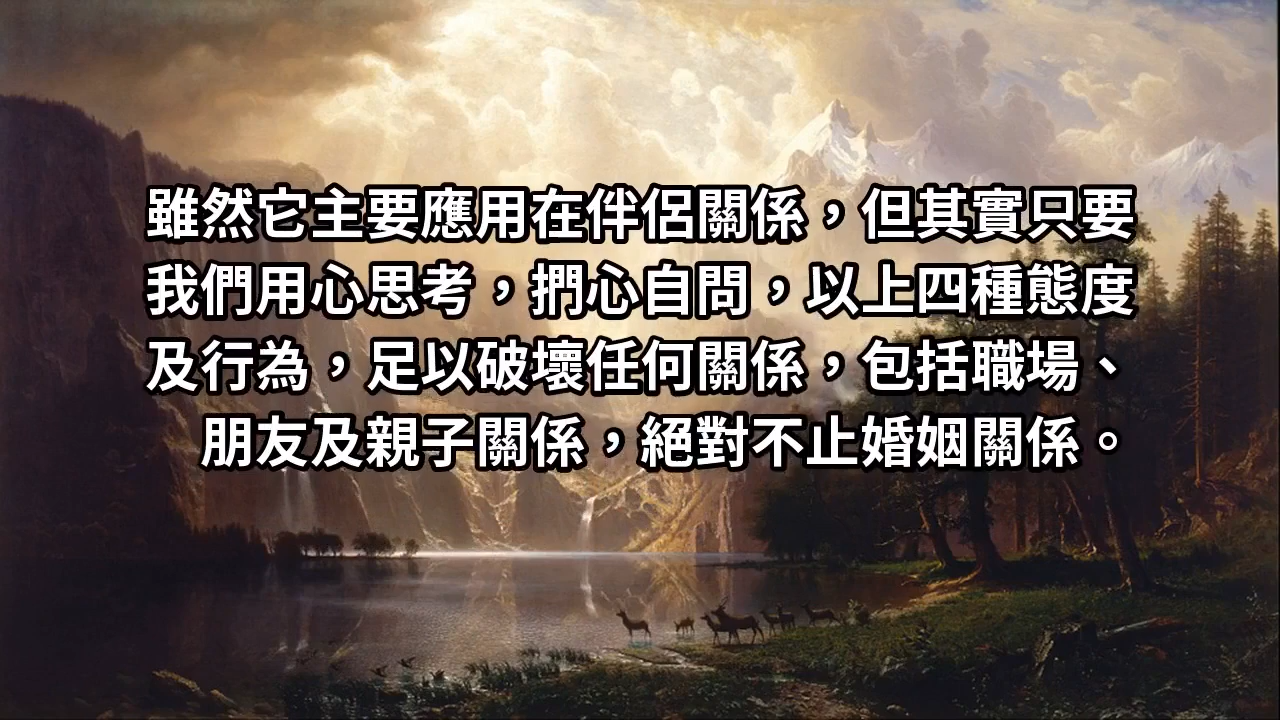 雖然它主要應用在伴侶關係，但其實只要
我們用心思考，捫心自問，以上四種態度
及行為，足以破壞任何關係，包括職場、
朋友及親子關係，絕對不止婚姻關係。